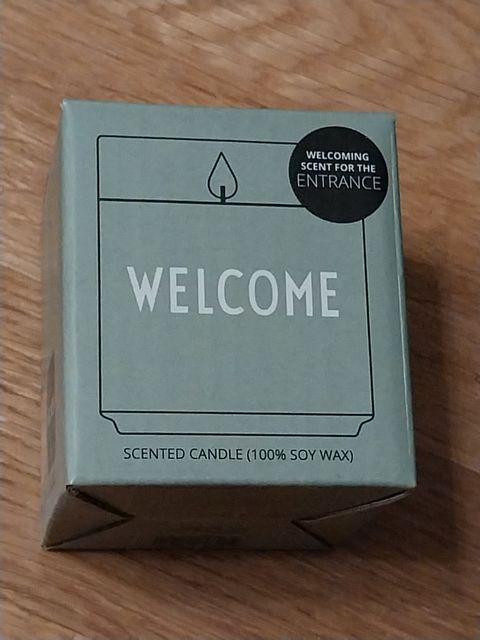 WELCOMING
SCENT FOR THE
ENTRANCE
WELCOME
SCENTED CANDLE (100% SOY WAX)